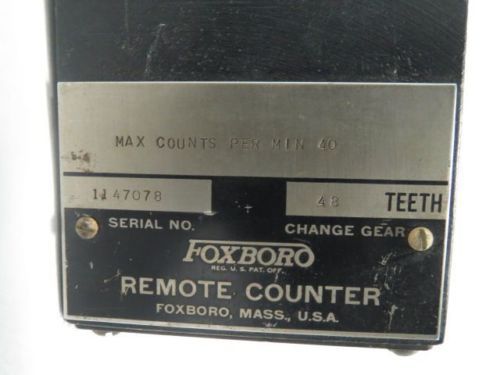 MAX COUNTS PER MIN 40
1147078 48 TEETH
SERIAL NO. CHANGE GEAR
FOXBORO
REG. U.S. PAT. OFF.
REMOTE COUNTER
FOXBORO, MASS., U.S.A.